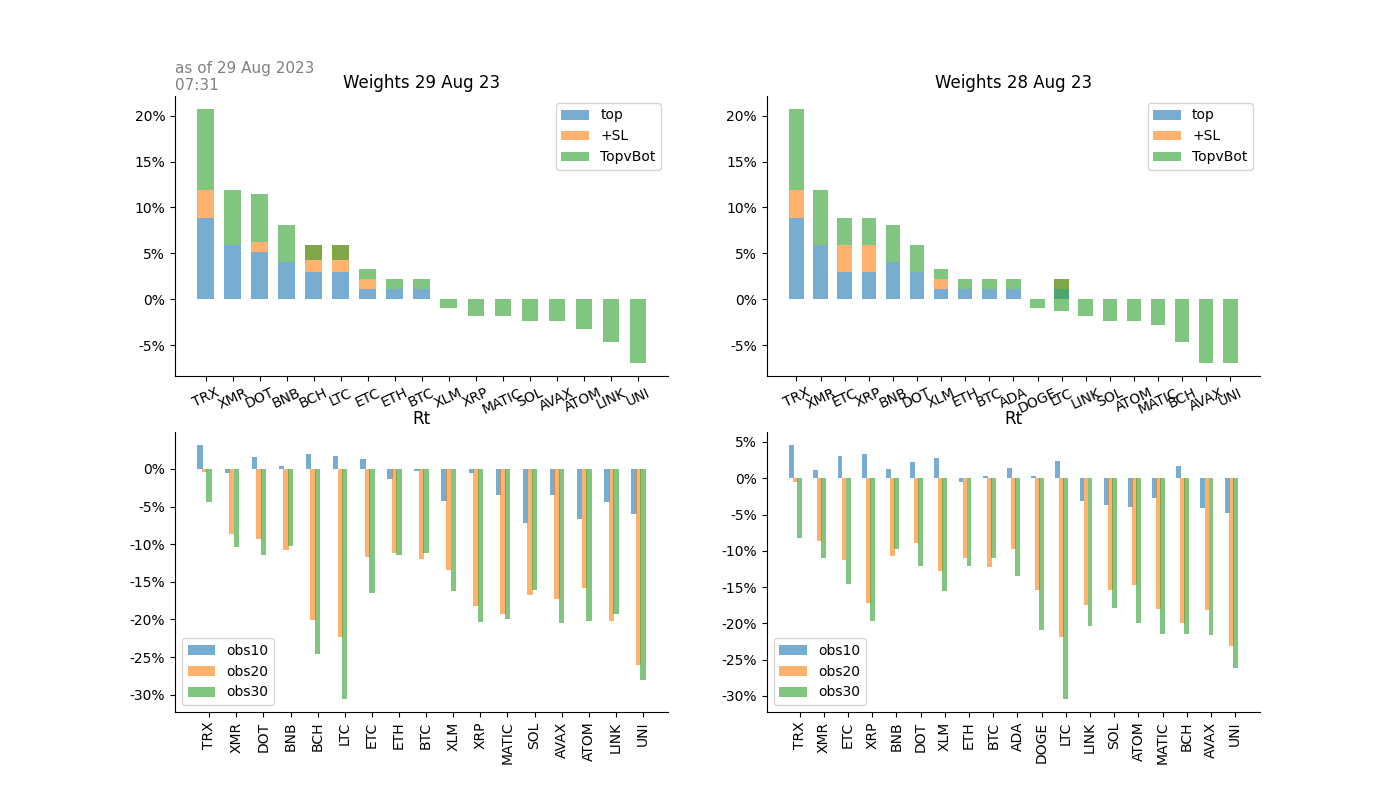 as of 29 Aug 2023
07:31
Weights 29 Aug 23
20%
15%
10%
5%
0%
-5%
top
+SL
TopvBot
TRX XMR DOT BNB BCH LTC ETC ETH BTC XLM XRP MATIC SOL AVAX ATOM LINK UNI
Weights 28 Aug 23
20%
15%
10%
5%
0%
-5%
top
+SL
TopvBot
TRX XMR ETC XRP BNB DOT XLM ETH BTC ADA DOGE LTC LINK SOL ATOM MATIC BCH AVAX UNI
Rt
0%
-5%
-10%
-15%
-20%
-25%
-30%
obs10
obs20
obs30
TRX XMR DOT BNB BCH LTC ETC ETH BTC XLM XRP MATIC SOL AVAX ATOM LINK UNI
Rt
5%
0%
-5%
-10%
-15%
-20%
-25%
-30%
obs10
obs20
obs30
TRX XMR ETC XRP BNB DOT XLM ETH BTC ADA DOGE LTC LINK SOL ATOM MATIC BCH AVAX UNI